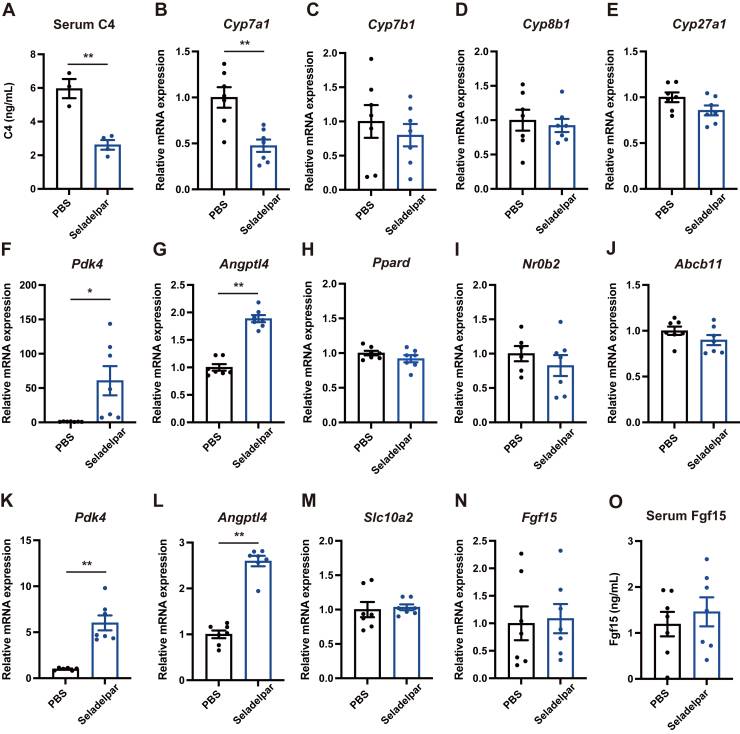 A Serum C4
C4 (ng/mL)
**
8
6
4
2
0
PBS
Seladelpar
B Cyp7a1
Relative mRNA expression
**
1.5
1.0
0.5
0.0
PBS
Seladelpar
C Cyp7b1
Relative mRNA expression
2.0
1.5
1.0
0.5
0.0
PBS
Seladelpar
D Cyp8b1
Relative mRNA expression
2.0
1.5
1.0
0.5
0.0
PBS
Seladelpar
E Cyp27a1
Relative mRNA expression
1.5
1.0
0.5
0.0
PBS
Seladelpar
F Pdk4
Relative mRNA expression
*
200
150
100
50
0
PBS
Seladelpar
G Angptl4
Relative mRNA expression
**
2.5
2.0
1.5
1.0
0.5
0.0
PBS
Seladelpar
H Ppard
Relative mRNA expression
2.0
1.5
1.0
0.5
0.0
PBS
Seladelpar
I Nr0b2
Relative mRNA expression
2.0
1.5
1.0
0.5
0.0
PBS
Seladelpar
J Abcb11
Relative mRNA expression
1.5
1.0
0.5
0.0
PBS
Seladelpar
K Pdk4
Relative mRNA expression
**
15
10
5
0
PBS
Seladelpar
L Angptl4
Relative mRNA expression
**
3
2
1
0
PBS
Seladelpar
M Slc10a2
Relative mRNA expression
2.0
1.5
1.0
0.5
0.0
PBS
Seladelpar
N Fgf15
Relative mRNA expression
2.5
2.0
1.5
1.0
0.5
0.0
PBS
Seladelpar
O Serum Fgf15
Fgf15 (ng/mL)
3
2
1
0
PBS
Seladelpar